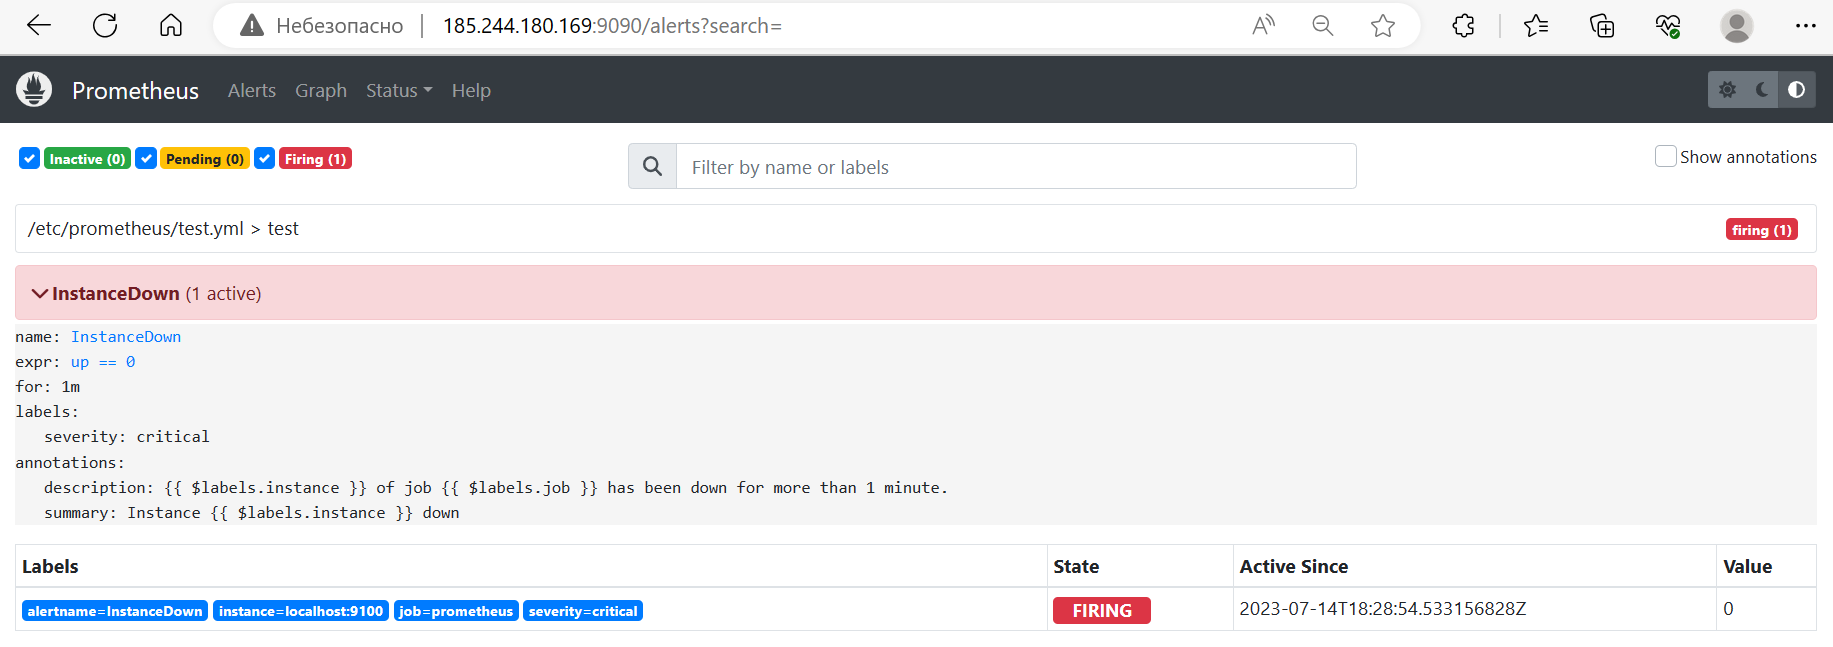 Небезопасно 185.244.180.169:9090/alerts?search=
Prometheus Alerts Graph Status Help
Inactive (0) Pending (0) Firing (1) Filter by name or labels Show annotations
/etc/prometheus/test.yml > test firing (1)
InstanceDown (1 active)
name: InstanceDown
expr: up == 0
for: 1m
labels:
severity: critical
annotations:
description: {{ $labels.instance }} of job {{ $labels.job }} has been down for more than 1 minute.
summary: Instance {{ $labels.instance }} down
Labels State Active Since Value
alertname=InstanceDown instance=localhost:9100 job=prometheus severity=critical FIRING 2023-07-14T18:28:54.533156828Z 0